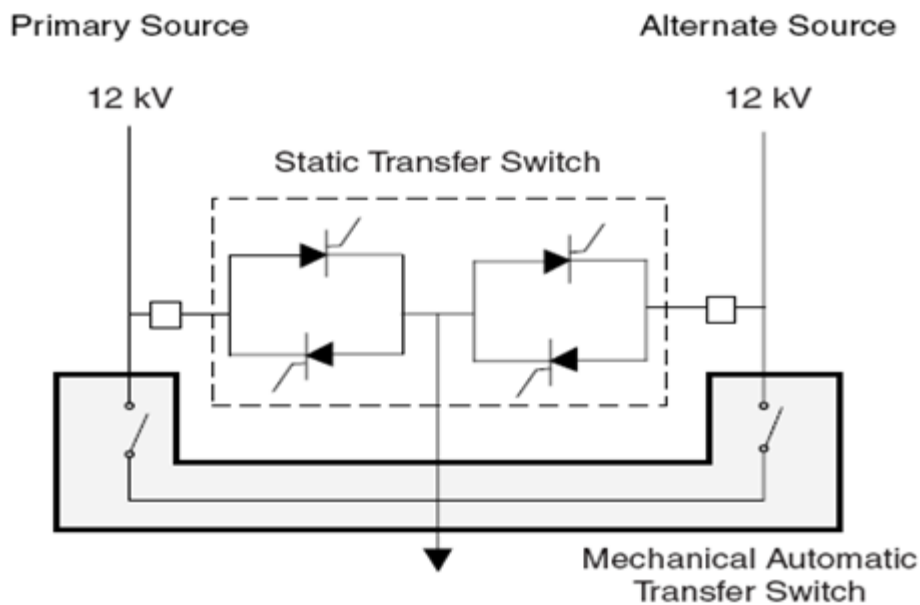 Primary Source
Alternate Source
12 kV
12 kV
Static Transfer Switch
Mechanical Automatic
Transfer Switch